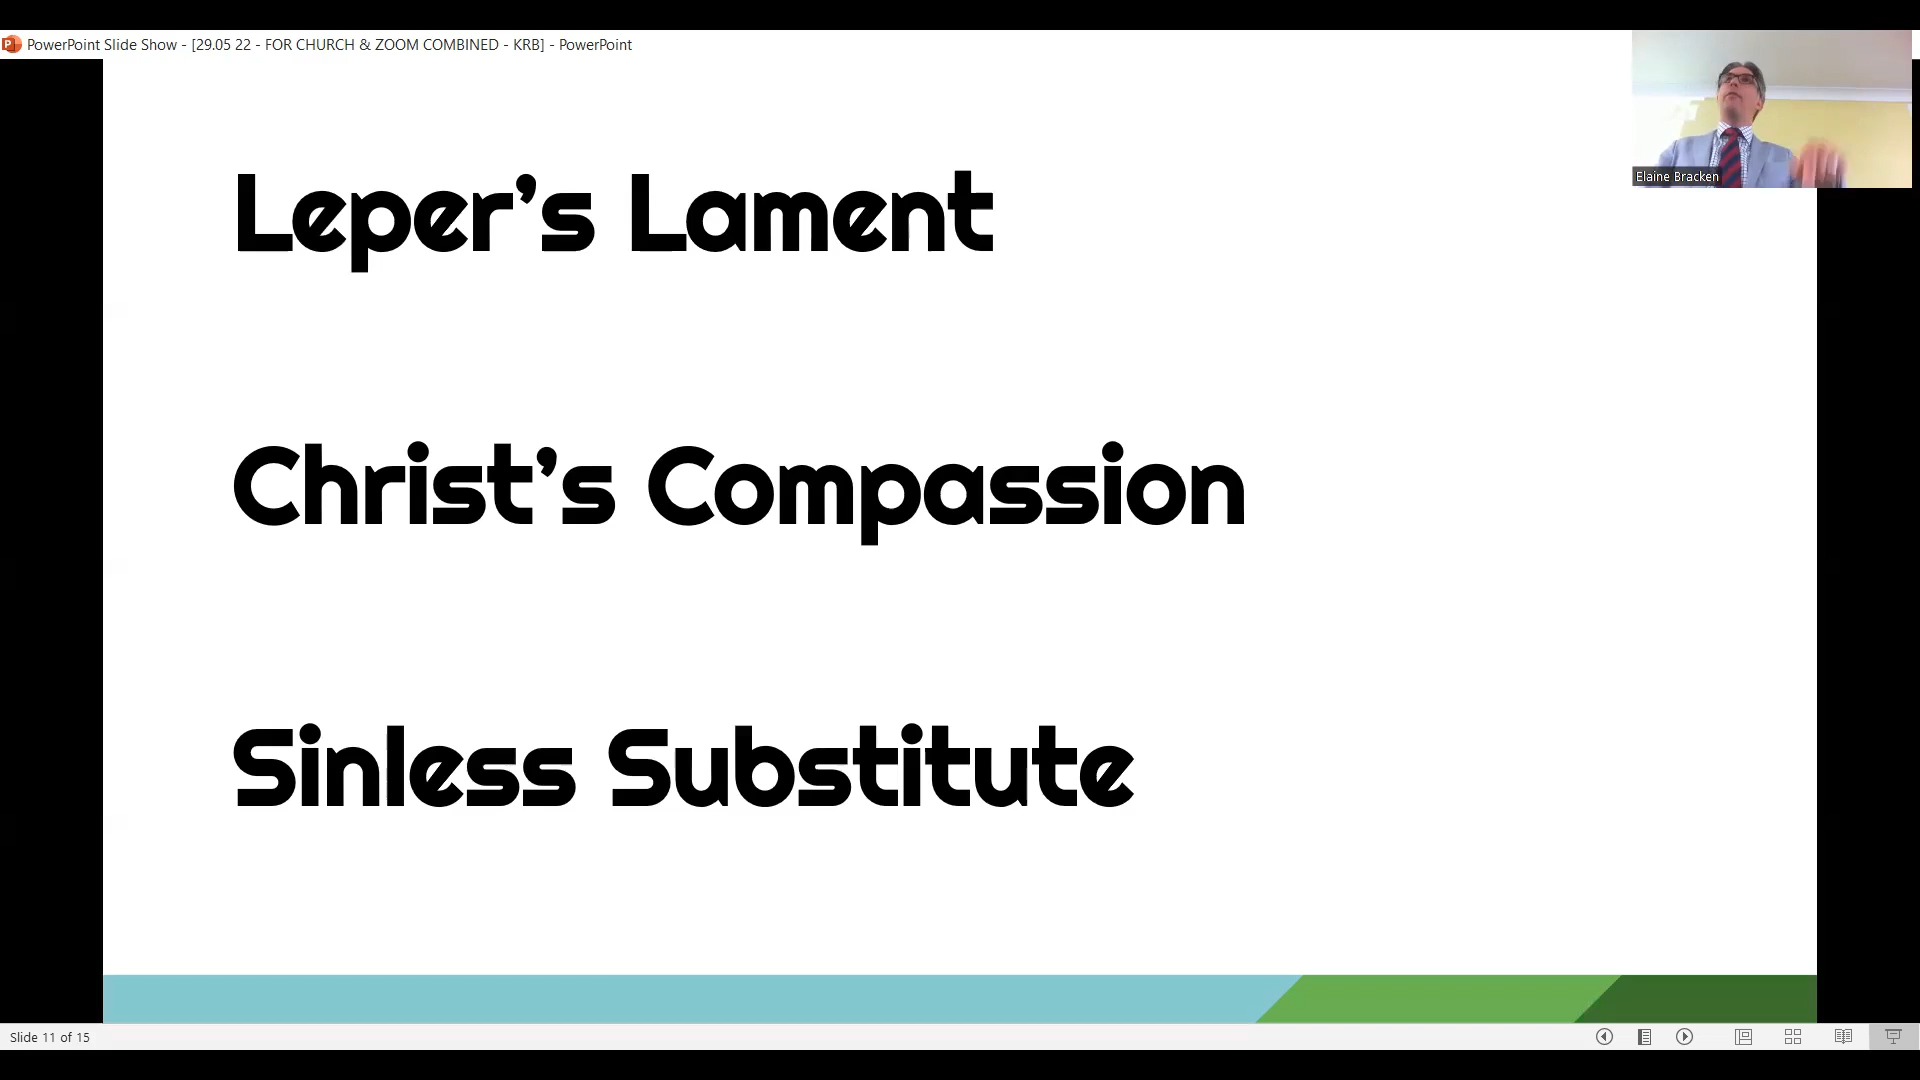 PowerPoint Slide Show - [29.05 22 - FOR CHURCH & ZOOM COMBINED - KRB] - PowerPoint
Elaine Bracken
Leper’s Lament
Christ’s Compassion
Sinless Substitute
Slide 11 of 15